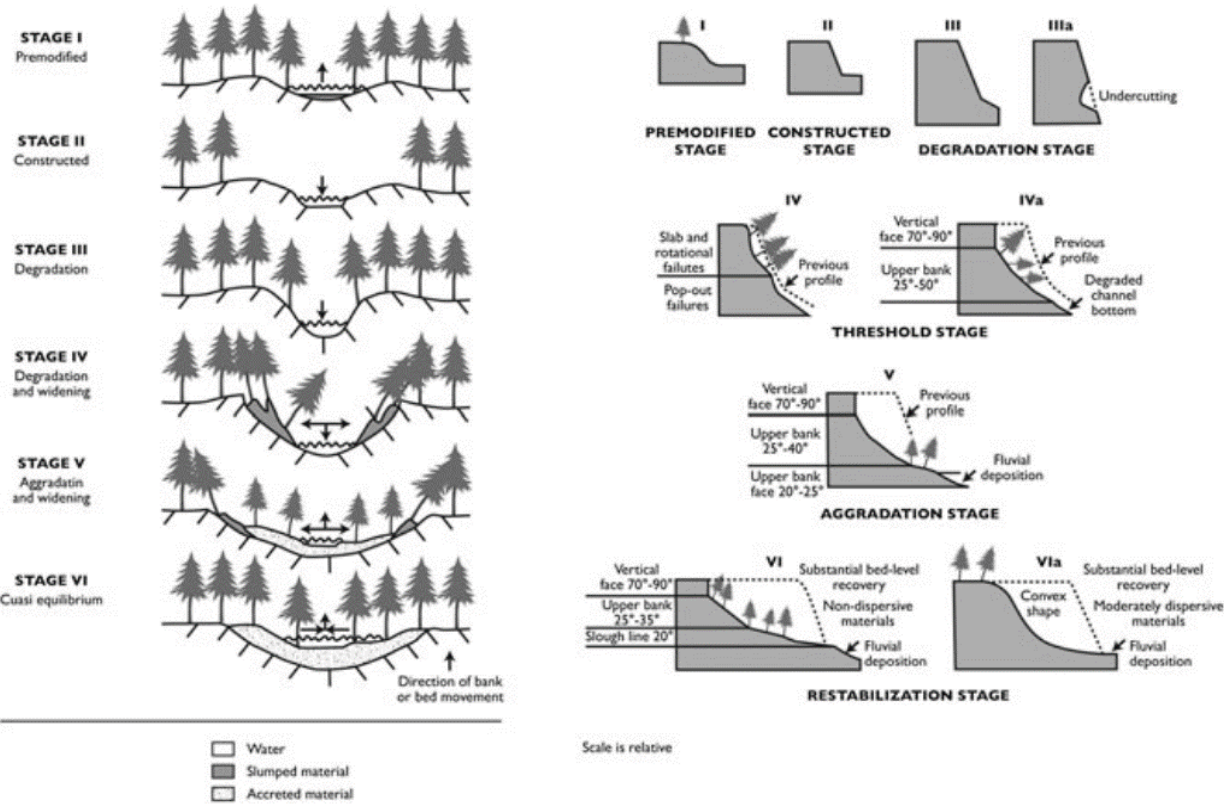 STAGE I
Premodified
STAGE II
Constructed
STAGE III
Degradation
STAGE IV
Degradation
and widening
STAGE V
Aggradatin
and widening
STAGE VI
Cuasi equilibrium
Direction of bank
or bed movement
Water
Slumped material
Accreted material
I
II
III
IIIa
Undercutting
PREMODIFIED
STAGE
CONSTRUCTED
STAGE
DEGRADATION STAGE
IV
Slab and
rotational
failutes
Pop-out
failures
Previous
profile
IVa
Vertical
face 70°-90°
Upper bank
25°-50°
Previous
profile
Degraded
channel
bottom
THRESHOLD STAGE
V
Vertical
face 70°-90°
Upper bank
25°-40°
Upper bank
face 20°-25°
Previous
profile
Fluvial
deposition
AGGRADATION STAGE
VI
Vertical
face 70°-90°
Upper bank
25°-35°
Slough line 20°
Substantial bed-level
recovery
Non-dispersive
materials
Fluvial
deposition
VIa
Convex
shape
Substantial bed-level
recovery
Moderately dispersive
materials
Fluvial
deposition
RESTABILIZATION STAGE
Scale is relative